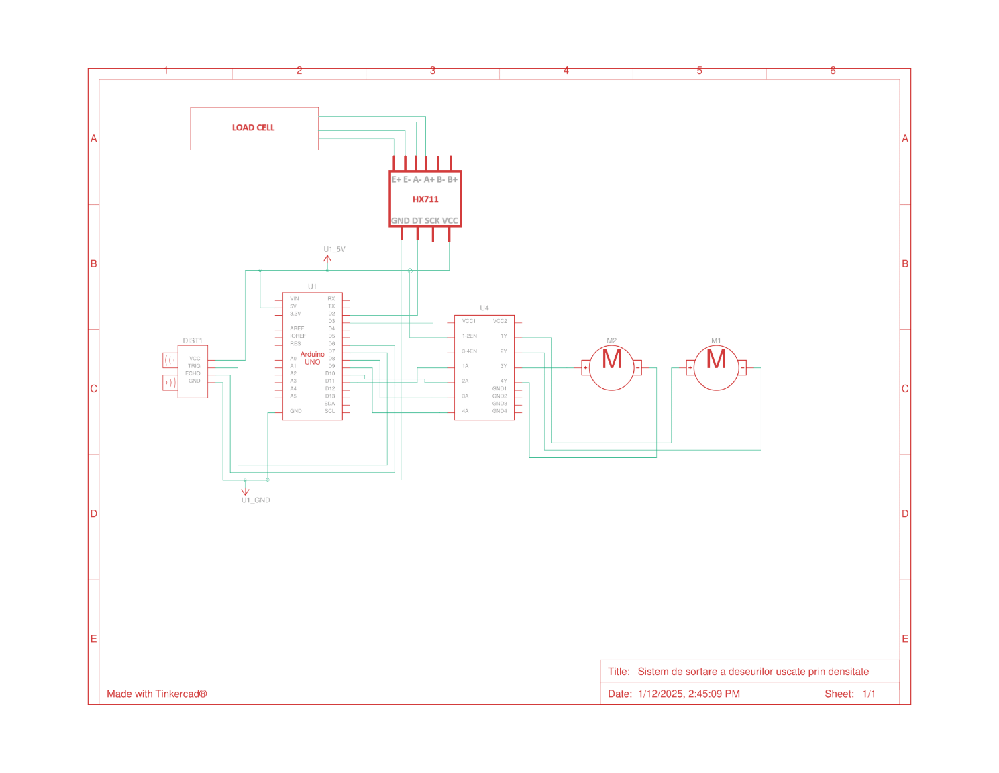 1 2 3 4 5 6
A A
LOAD CELL
E+ E- A- A+ B- B+
HX711
GND DT SCK VCC
B B
U1_5V
U1
VIN RX
5V TX
3.3V D2
D3
AREF D4
IOREF D5
RES D6
D7
A0 D8
A1 D9
A2 D10
A3 D11
A4 D12
A5 D13
SDA
GND SCL
Arduino
UNO
U4
VCC1 VCC2
1-2EN 1Y
3-4EN 2Y
1A 3Y
2A 4Y
GND1
3A GND2
GND3
4A GND4
DIST1
VCC
TRIG
ECHO
GND
M2
M
+ -
M1
M
+ -
C C
U1_GND
D D
E E
Title: Sistem de sortare a deseurilor uscate prin densitate
Made with Tinkercad®
Date: 1/12/2025, 2:45:09 PM Sheet: 1/1